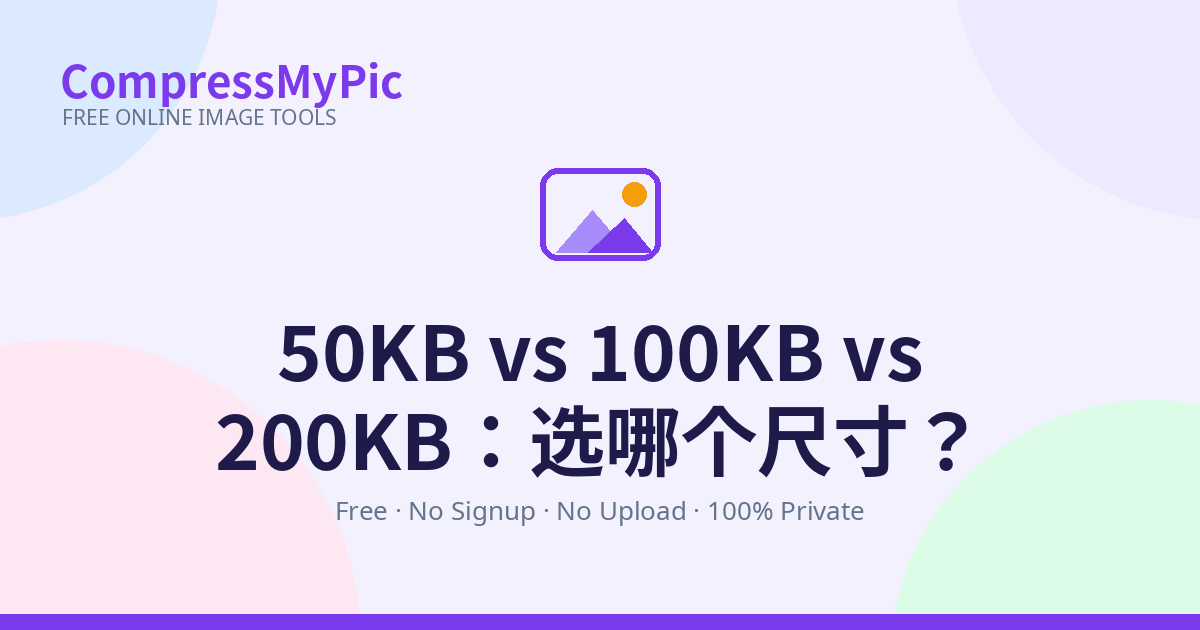 CompressMyPic
FREE ONLINE IMAGE TOOLS
50KB vs 100KB vs
200KB：选哪个尺寸？
Free · No Signup · No Upload · 100% Private